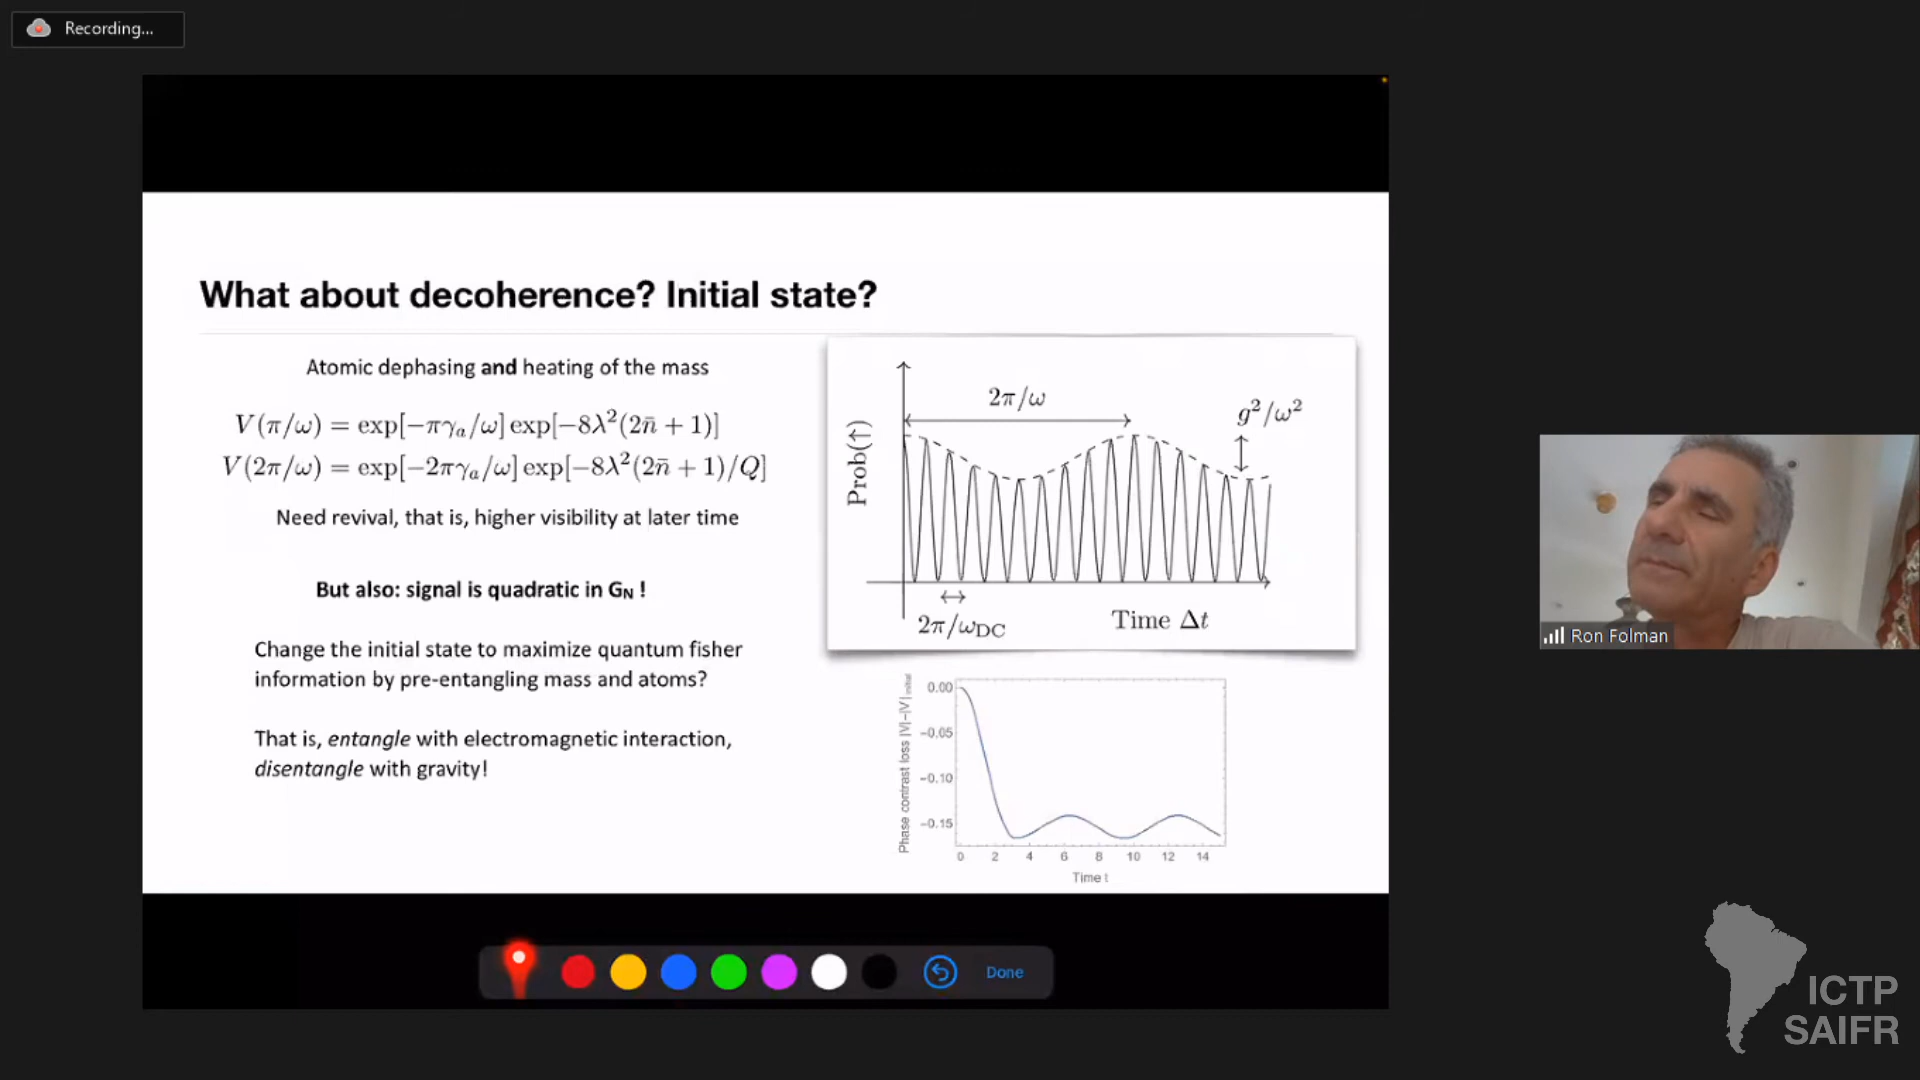 Recording...
What about decoherence? Initial state?
Atomic dephasing and heating of the mass
V(π/ω) = exp[−πγₐ/ω] exp[−8λ²(2n̄ + 1)]
V(2π/ω) = exp[−2πγₐ/ω] exp[−8λ²(2n̄ + 1)/Q]
Need revival, that is, higher visibility at later time
But also: signal is quadratic in G_N !
Change the initial state to maximize quantum fisher
information by pre-entangling mass and atoms?
That is, entangle with electromagnetic interaction,
disentangle with gravity!
Prob(↑)
2π/ω
g²/ω²
2π/ω_DC
Time Δt
Phase contrast loss |V|−|V|initial
0.00
−0.05
−0.10
−0.15
0 2 4 6 8 10 12 14
Time t
Ron Folman
Done
ICTP
SAIFR